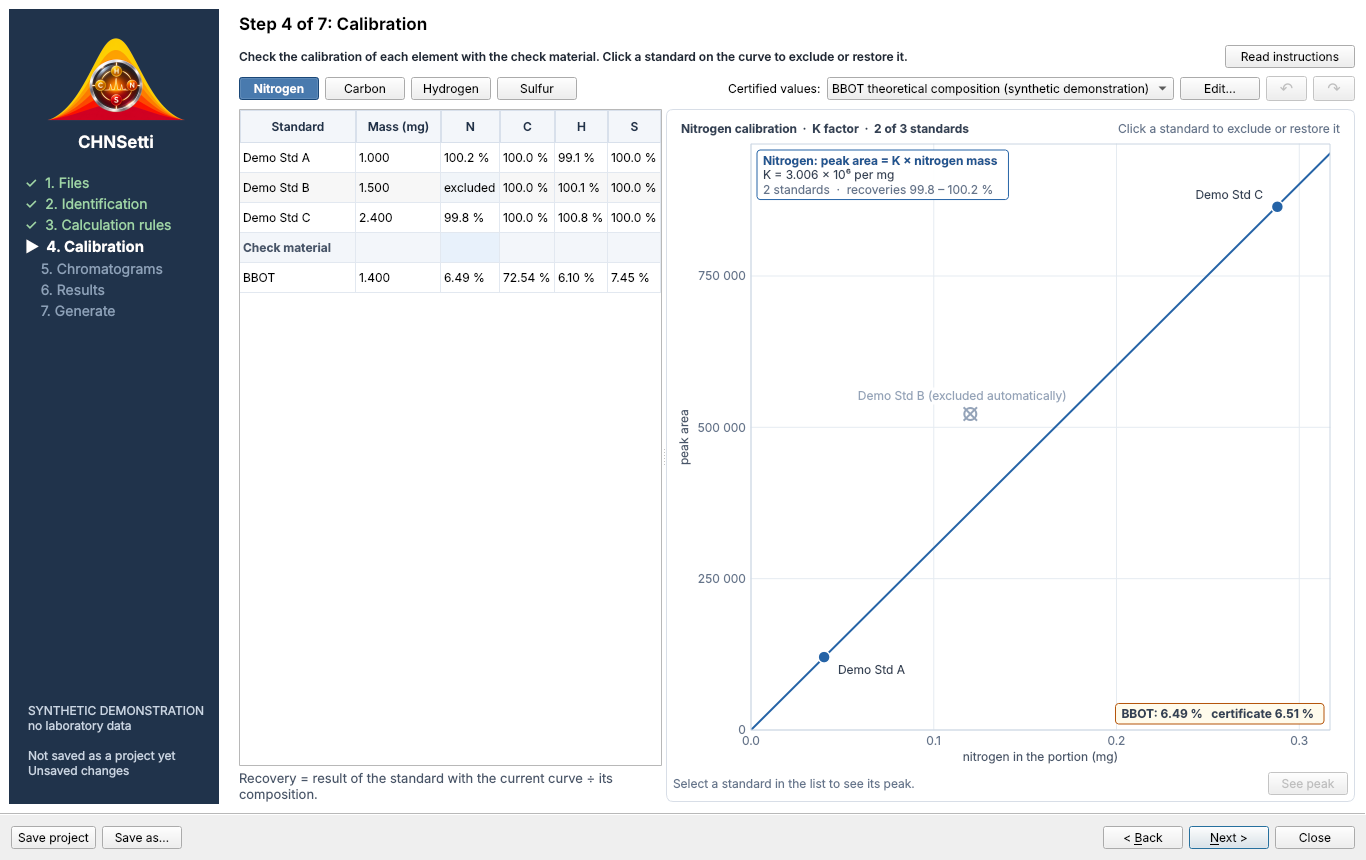 Step 4 of 7: Calibration
Check the calibration of each element with the check material. Click a standard on the curve to exclude or restore it.
Read instructions
Nitrogen Carbon Hydrogen Sulfur
Certified values: BBOT theoretical composition (synthetic demonstration) Edit...
CHNSetti
✓ 1. Files
✓ 2. Identification
✓ 3. Calculation rules
▶ 4. Calibration
5. Chromatograms
6. Results
7. Generate
SYNTHETIC DEMONSTRATION
no laboratory data
Not saved as a project yet
Unsaved changes
Standard Mass (mg) N C H S
Demo Std A 1.000 100.2 % 100.0 % 99.1 % 100.0 %
Demo Std B 1.500 excluded 100.0 % 100.1 % 100.0 %
Demo Std C 2.400 99.8 % 100.0 % 100.8 % 100.0 %
Check material
BBOT 1.400 6.49 % 72.54 % 6.10 % 7.45 %
Recovery = result of the standard with the current curve ÷ its
composition.
Nitrogen calibration · K factor · 2 of 3 standards
Click a standard to exclude or restore it
Nitrogen: peak area = K × nitrogen mass
K = 3.006 × 10⁶ per mg
2 standards · recoveries 99.8 – 100.2 %
Demo Std C
750 000
Demo Std B (excluded automatically)
peak area
500 000
250 000
Demo Std A
BBOT: 6.49 % certificate 6.51 %
0
0.0 0.1 0.2 0.3
nitrogen in the portion (mg)
Select a standard in the list to see its peak.
See peak
Save project Save as...
< Back Next > Close